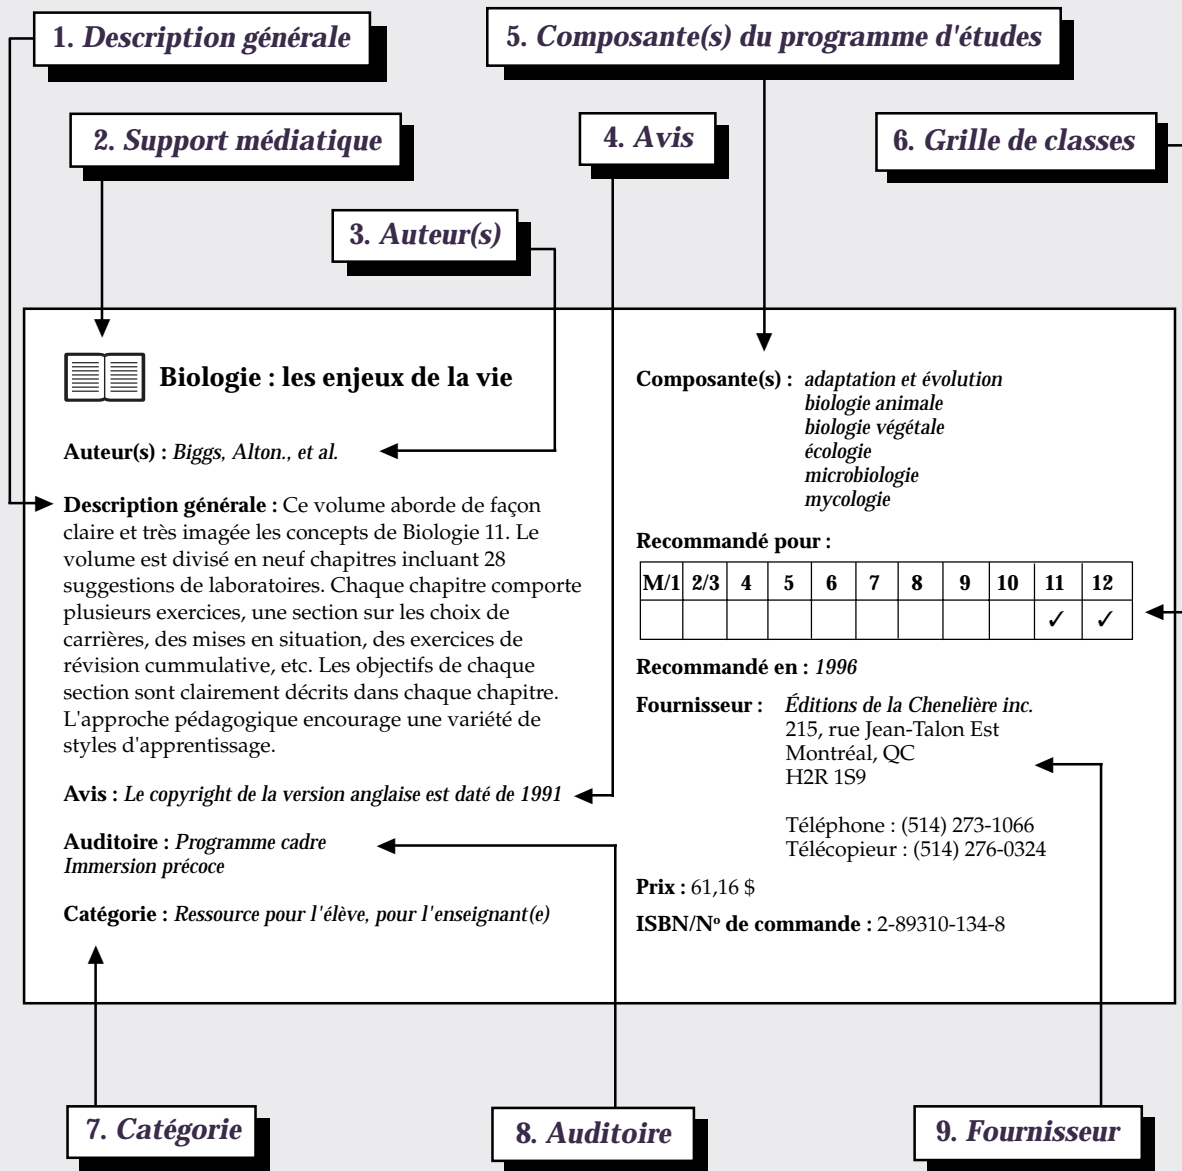 1. Description générale
5. Composante(s) du programme d'études
2. Support médiatique
4. Avis
6. Grille de classes
3. Auteur(s)
Biologie : les enjeux de la vie
Auteur(s) : Biggs, Alton., et al.
Description générale : Ce volume aborde de façon
claire et très imagée les concepts de Biologie 11. Le
volume est divisé en neuf chapitres incluant 28
suggestions de laboratoires. Chaque chapitre comporte
plusieurs exercices, une section sur les choix de
carrières, des mises en situation, des exercices de
révision cummulative, etc. Les objectifs de chaque
section sont clairement décrits dans chaque chapitre.
L'approche pédagogique encourage une variété de
styles d'apprentissage.
Avis : Le copyright de la version anglaise est daté de 1991
Auditoire : Programme cadre
Immersion précoce
Catégorie : Ressource pour l'élève, pour l'enseignant(e)
Composante(s) : adaptation et évolution
biologie animale
biologie végétale
écologie
microbiologie
mycologie
Recommandé pour :
M/1 2/3 4 5 6 7 8 9 10 11 12
✓ ✓
Recommandé en : 1996
Fournisseur : Éditions de la Chenelière inc.
215, rue Jean-Talon Est
Montréal, QC
H2R 1S9
Téléphone : (514) 273-1066
Télécopieur : (514) 276-0324
Prix : 61,16 $
ISBN/Nº de commande : 2-89310-134-8
7. Catégorie
8. Auditoire
9. Fournisseur